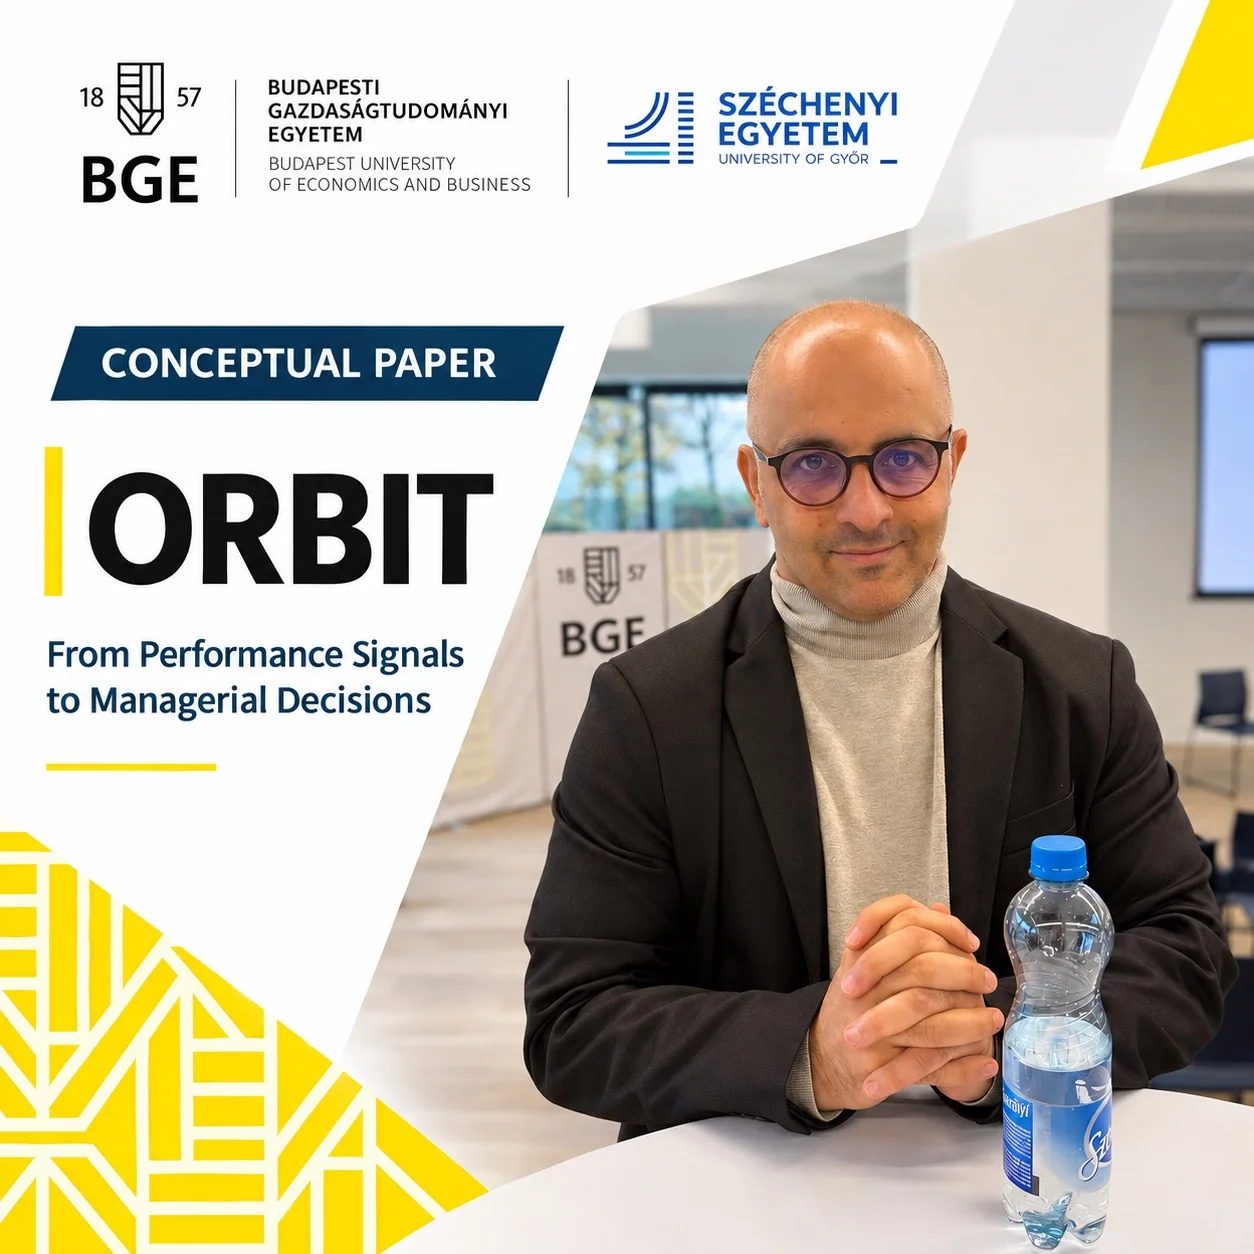 18 57
BGE
BUDAPESTI
GAZDASÁGTUDOMÁNYI
EGYETEM
BUDAPEST UNIVERSITY
OF ECONOMICS AND BUSINESS
SZÉCHENYI
EGYETEM
UNIVERSITY OF GYŐR
CONCEPTUAL PAPER
ORBIT
From Performance Signals
to Managerial Decisions
18 57
BGE